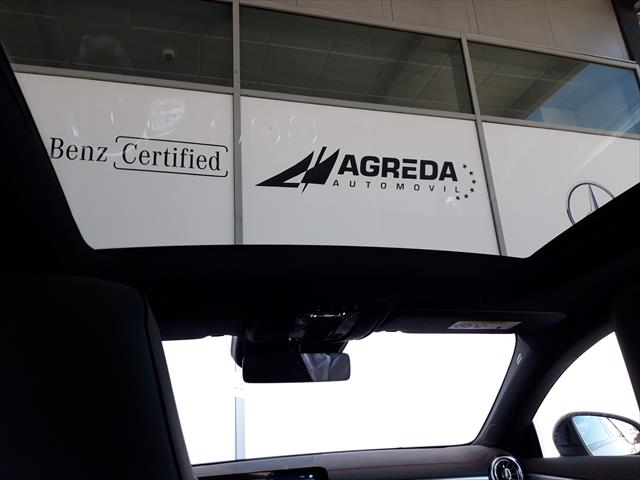 Benz Certified
AGREDA
AUTOMOVIL